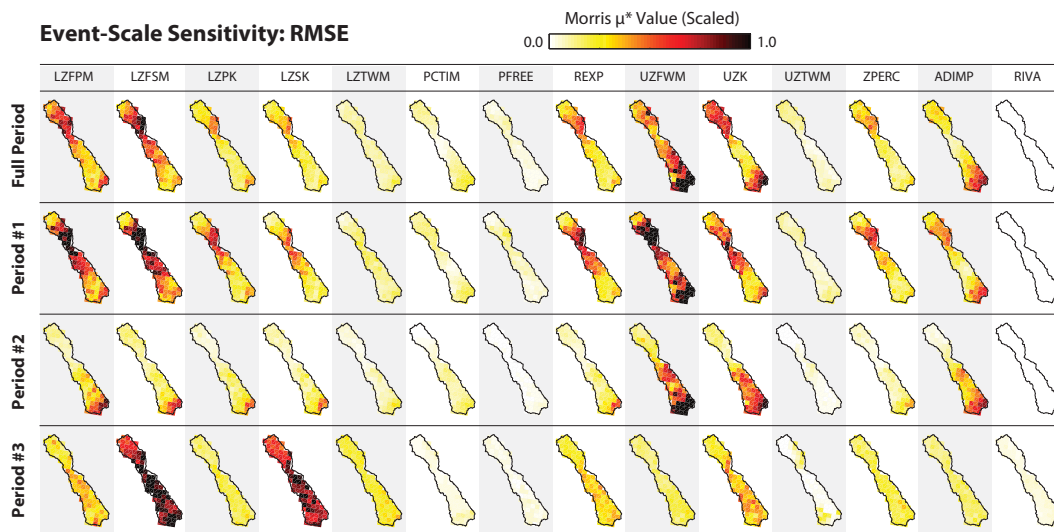 Event-Scale Sensitivity: RMSE
Morris μ* Value (Scaled)
0.0 1.0
LZFPM LZFSM LZPK LZSK LZTWM PCTIM PFREE REXP UZFWM UZK UZTWM ZPERC ADIMP RIVA
Full Period
Period #1
Period #2
Period #3